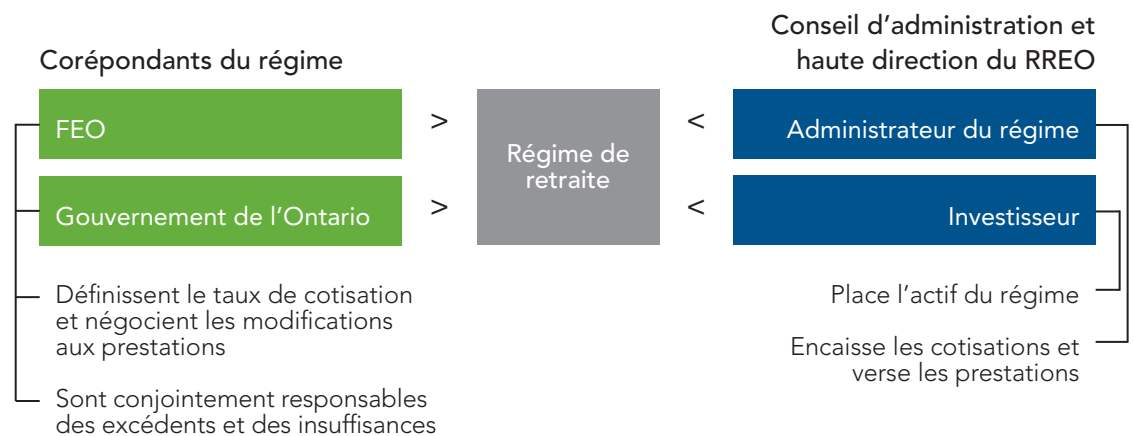 Corépondants du régime
FEO
>
Gouvernement de l'Ontario
>
Définissent le taux de cotisation
et négocient les modifications
aux prestations
Sont conjointement responsables
des excédents et des insuffisances
Régime de
retraite
Conseil d'administration et
haute direction du RREO
<
Administrateur du régime
<
Investisseur
Place l'actif du régime
Encaisse les cotisations et
verse les prestations